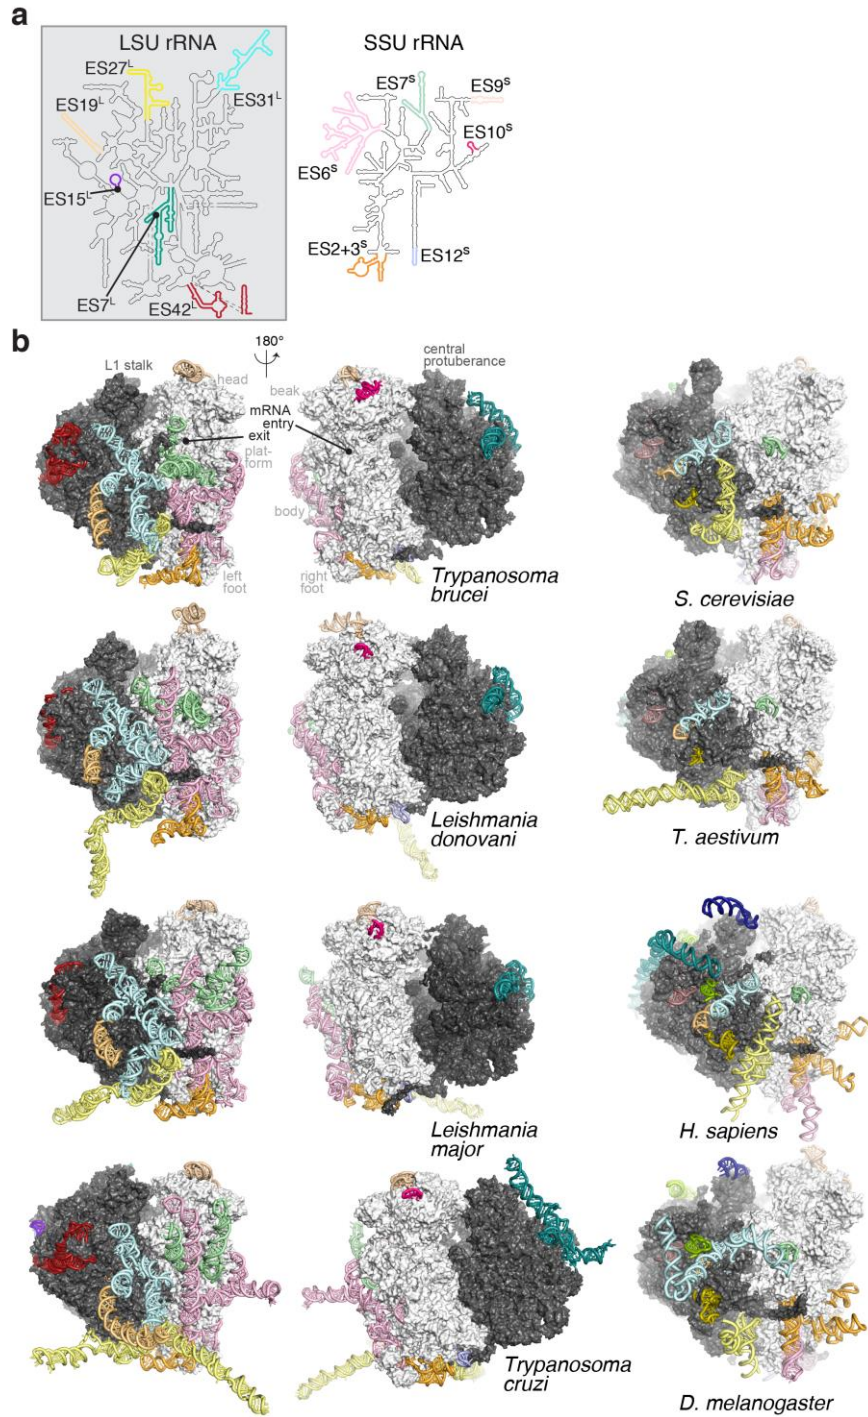 a
LSU rRNA
SSU rRNA
ES27L
ES31L
ES19L
ES15L
ES7L
ES42L
ES7S
ES9S
ES10S
ES6S
ES2+3S
ES12S
b
180°
L1 stalk
head
mRNA
entry
exit
plat-
form
left
foot
beak
body
right
foot
central
protuberance
Trypanosoma
brucei
S. cerevisiae
Leishmania
donovani
T. aestivum
Leishmania
major
H. sapiens
Trypanosoma
cruzi
D. melanogaster